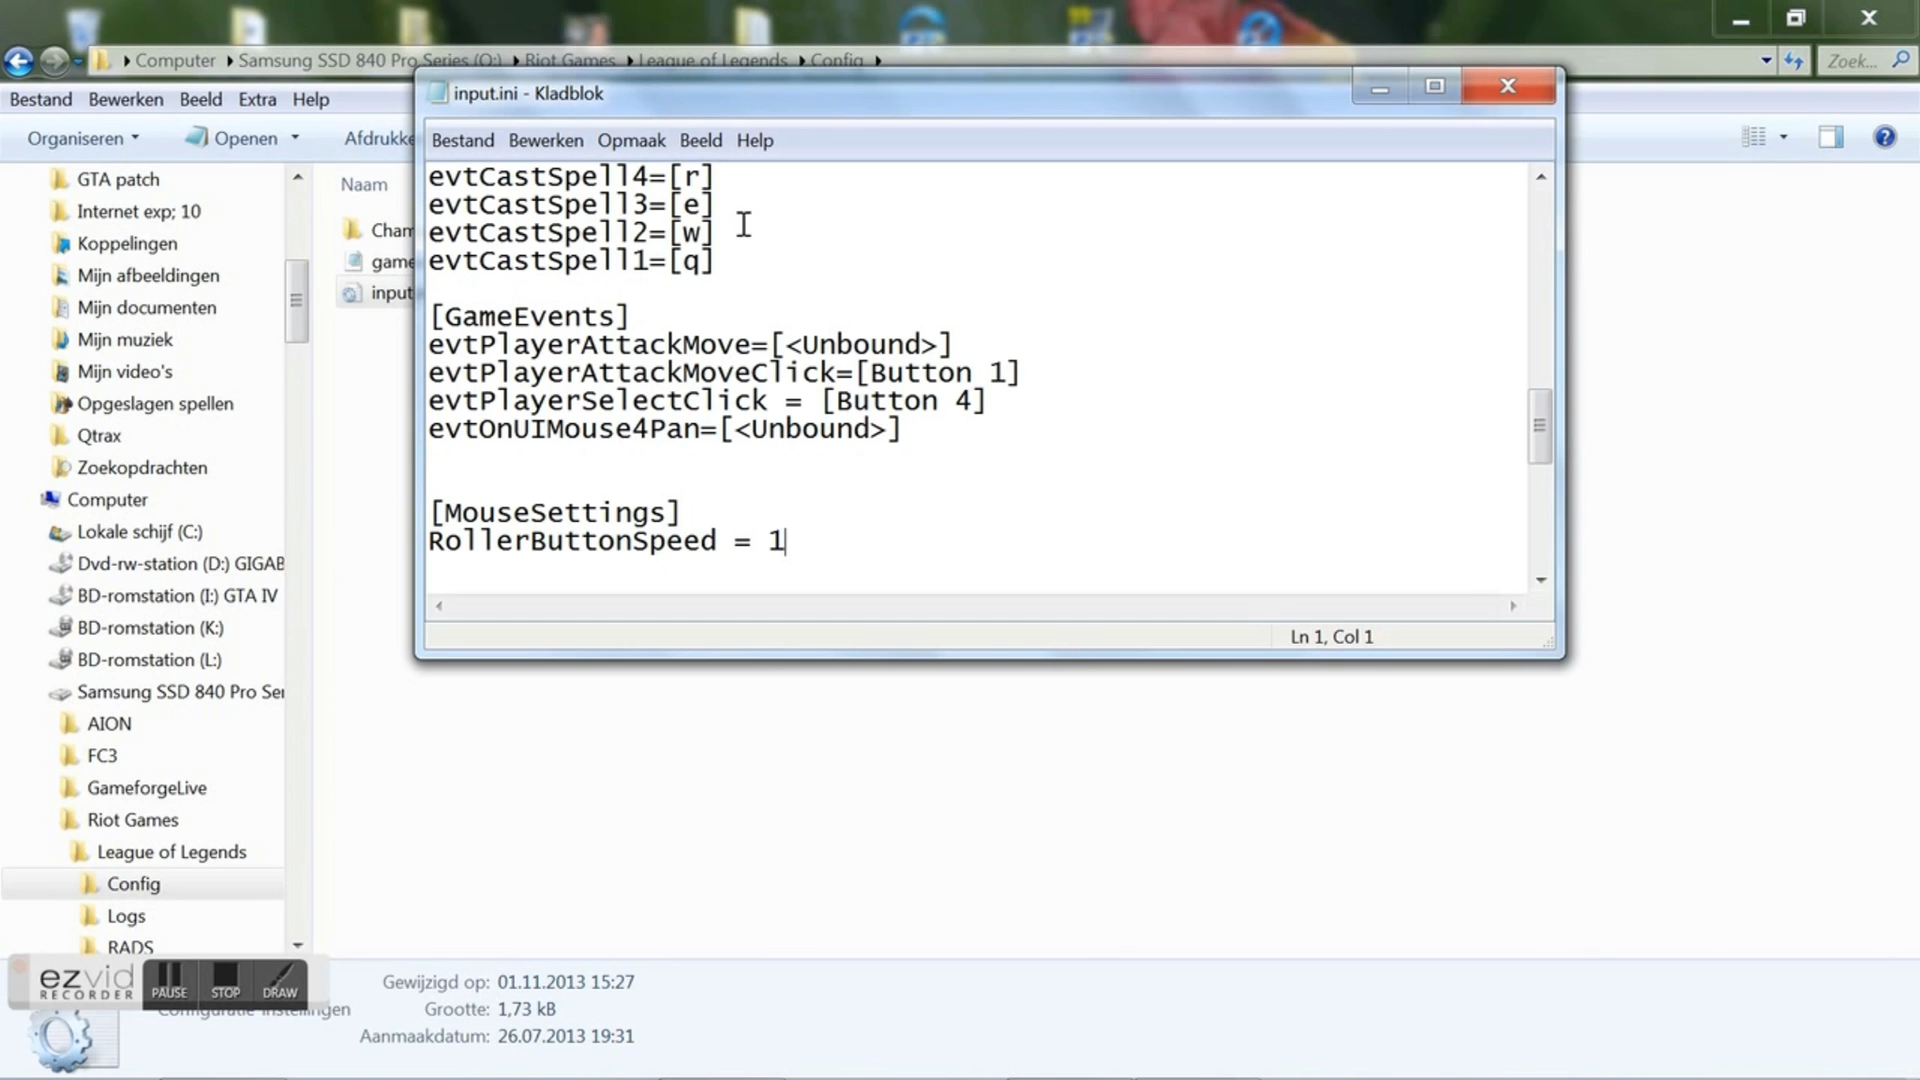 Computer Samsung SSD 840 Pro Series (O:) Riot Games League of Legends Config
Zoek...
Bestand Bewerken Beeld Extra Help
Organiseren Openen Afdrukke
GTA patch
Internet exp; 10
Koppelingen
Mijn afbeeldingen
Mijn documenten
Mijn muziek
Mijn video's
Opgeslagen spellen
Qtrax
Zoekopdrachten
Computer
Lokale schijf (C:)
Dvd-rw-station (D:) GIGAB
BD-romstation (I:) GTA IV
BD-romstation (K:)
BD-romstation (L:)
Samsung SSD 840 Pro Ser
AION
FC3
GameforgeLive
Riot Games
League of Legends
Config
Logs
RADS
Naam
Cham
game
input
input.ini - Kladblok
Bestand Bewerken Opmaak Beeld Help
evtCastSpell4=[r]
evtCastSpell3=[e]
evtCastSpell2=[w]
evtCastSpell1=[q]
[GameEvents]
evtPlayerAttackMove=[<Unbound>]
evtPlayerAttackMoveClick=[Button 1]
evtPlayerSelectClick = [Button 4]
evtOnUIMouse4Pan=[<Unbound>]
[MouseSettings]
RollerButtonSpeed = 1
Ln 1, Col 1
ezvid
RECORDER
PAUSE STOP DRAW
Configuratie-instellingen
Gewijzigd op: 01.11.2013 15:27
Grootte: 1,73 kB
Aanmaakdatum: 26.07.2013 19:31